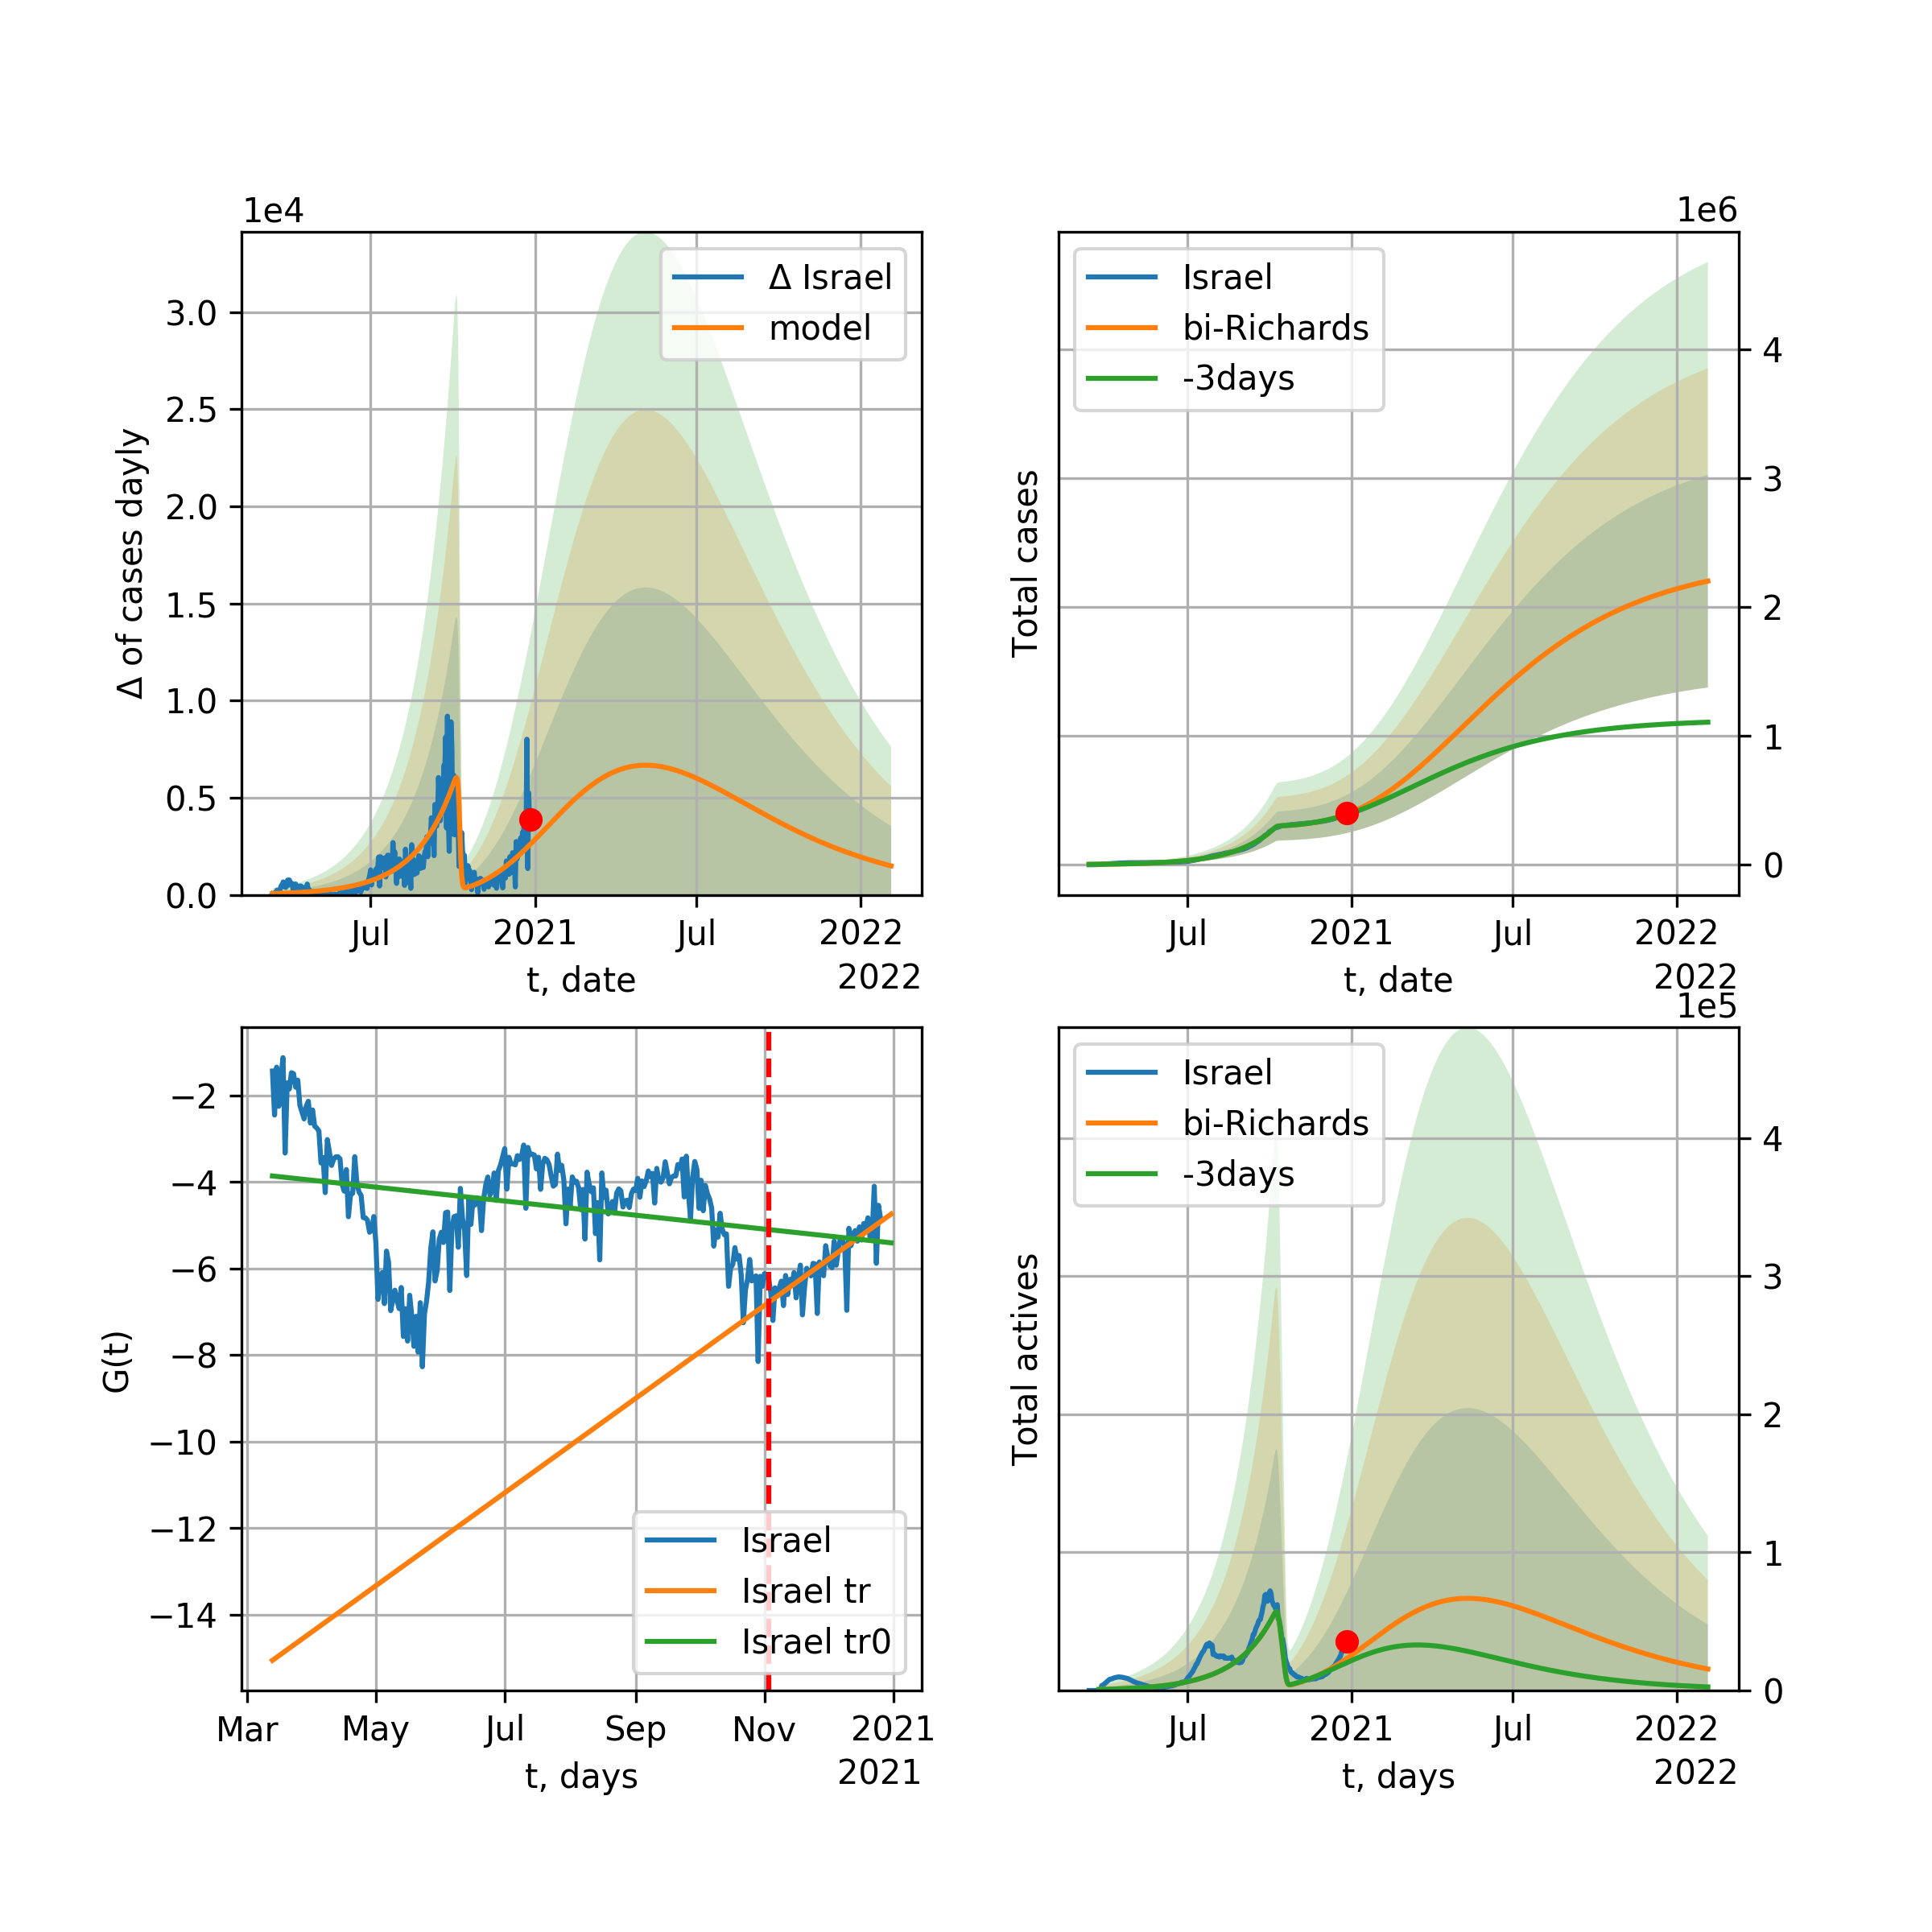 1e4
Δ Israel
model
3.0
2.5
2.0
1.5
1.0
0.5
0.0
Δ of cases dayly
Jul
2021
Jul
2022
t, date
2022
1e6
Israel
bi-Richards
-3days
4
3
2
1
0
Total cases
Jul
2021
Jul
2022
t, date
2022
−2
−4
−6
−8
−10
−12
−14
G(t)
Israel
Israel tr
Israel tr0
Mar
May
Jul
Sep
Nov
2021
t, days
2021
1e5
Israel
bi-Richards
-3days
4
3
2
1
0
Total actives
Jul
2021
Jul
2022
t, days
2022